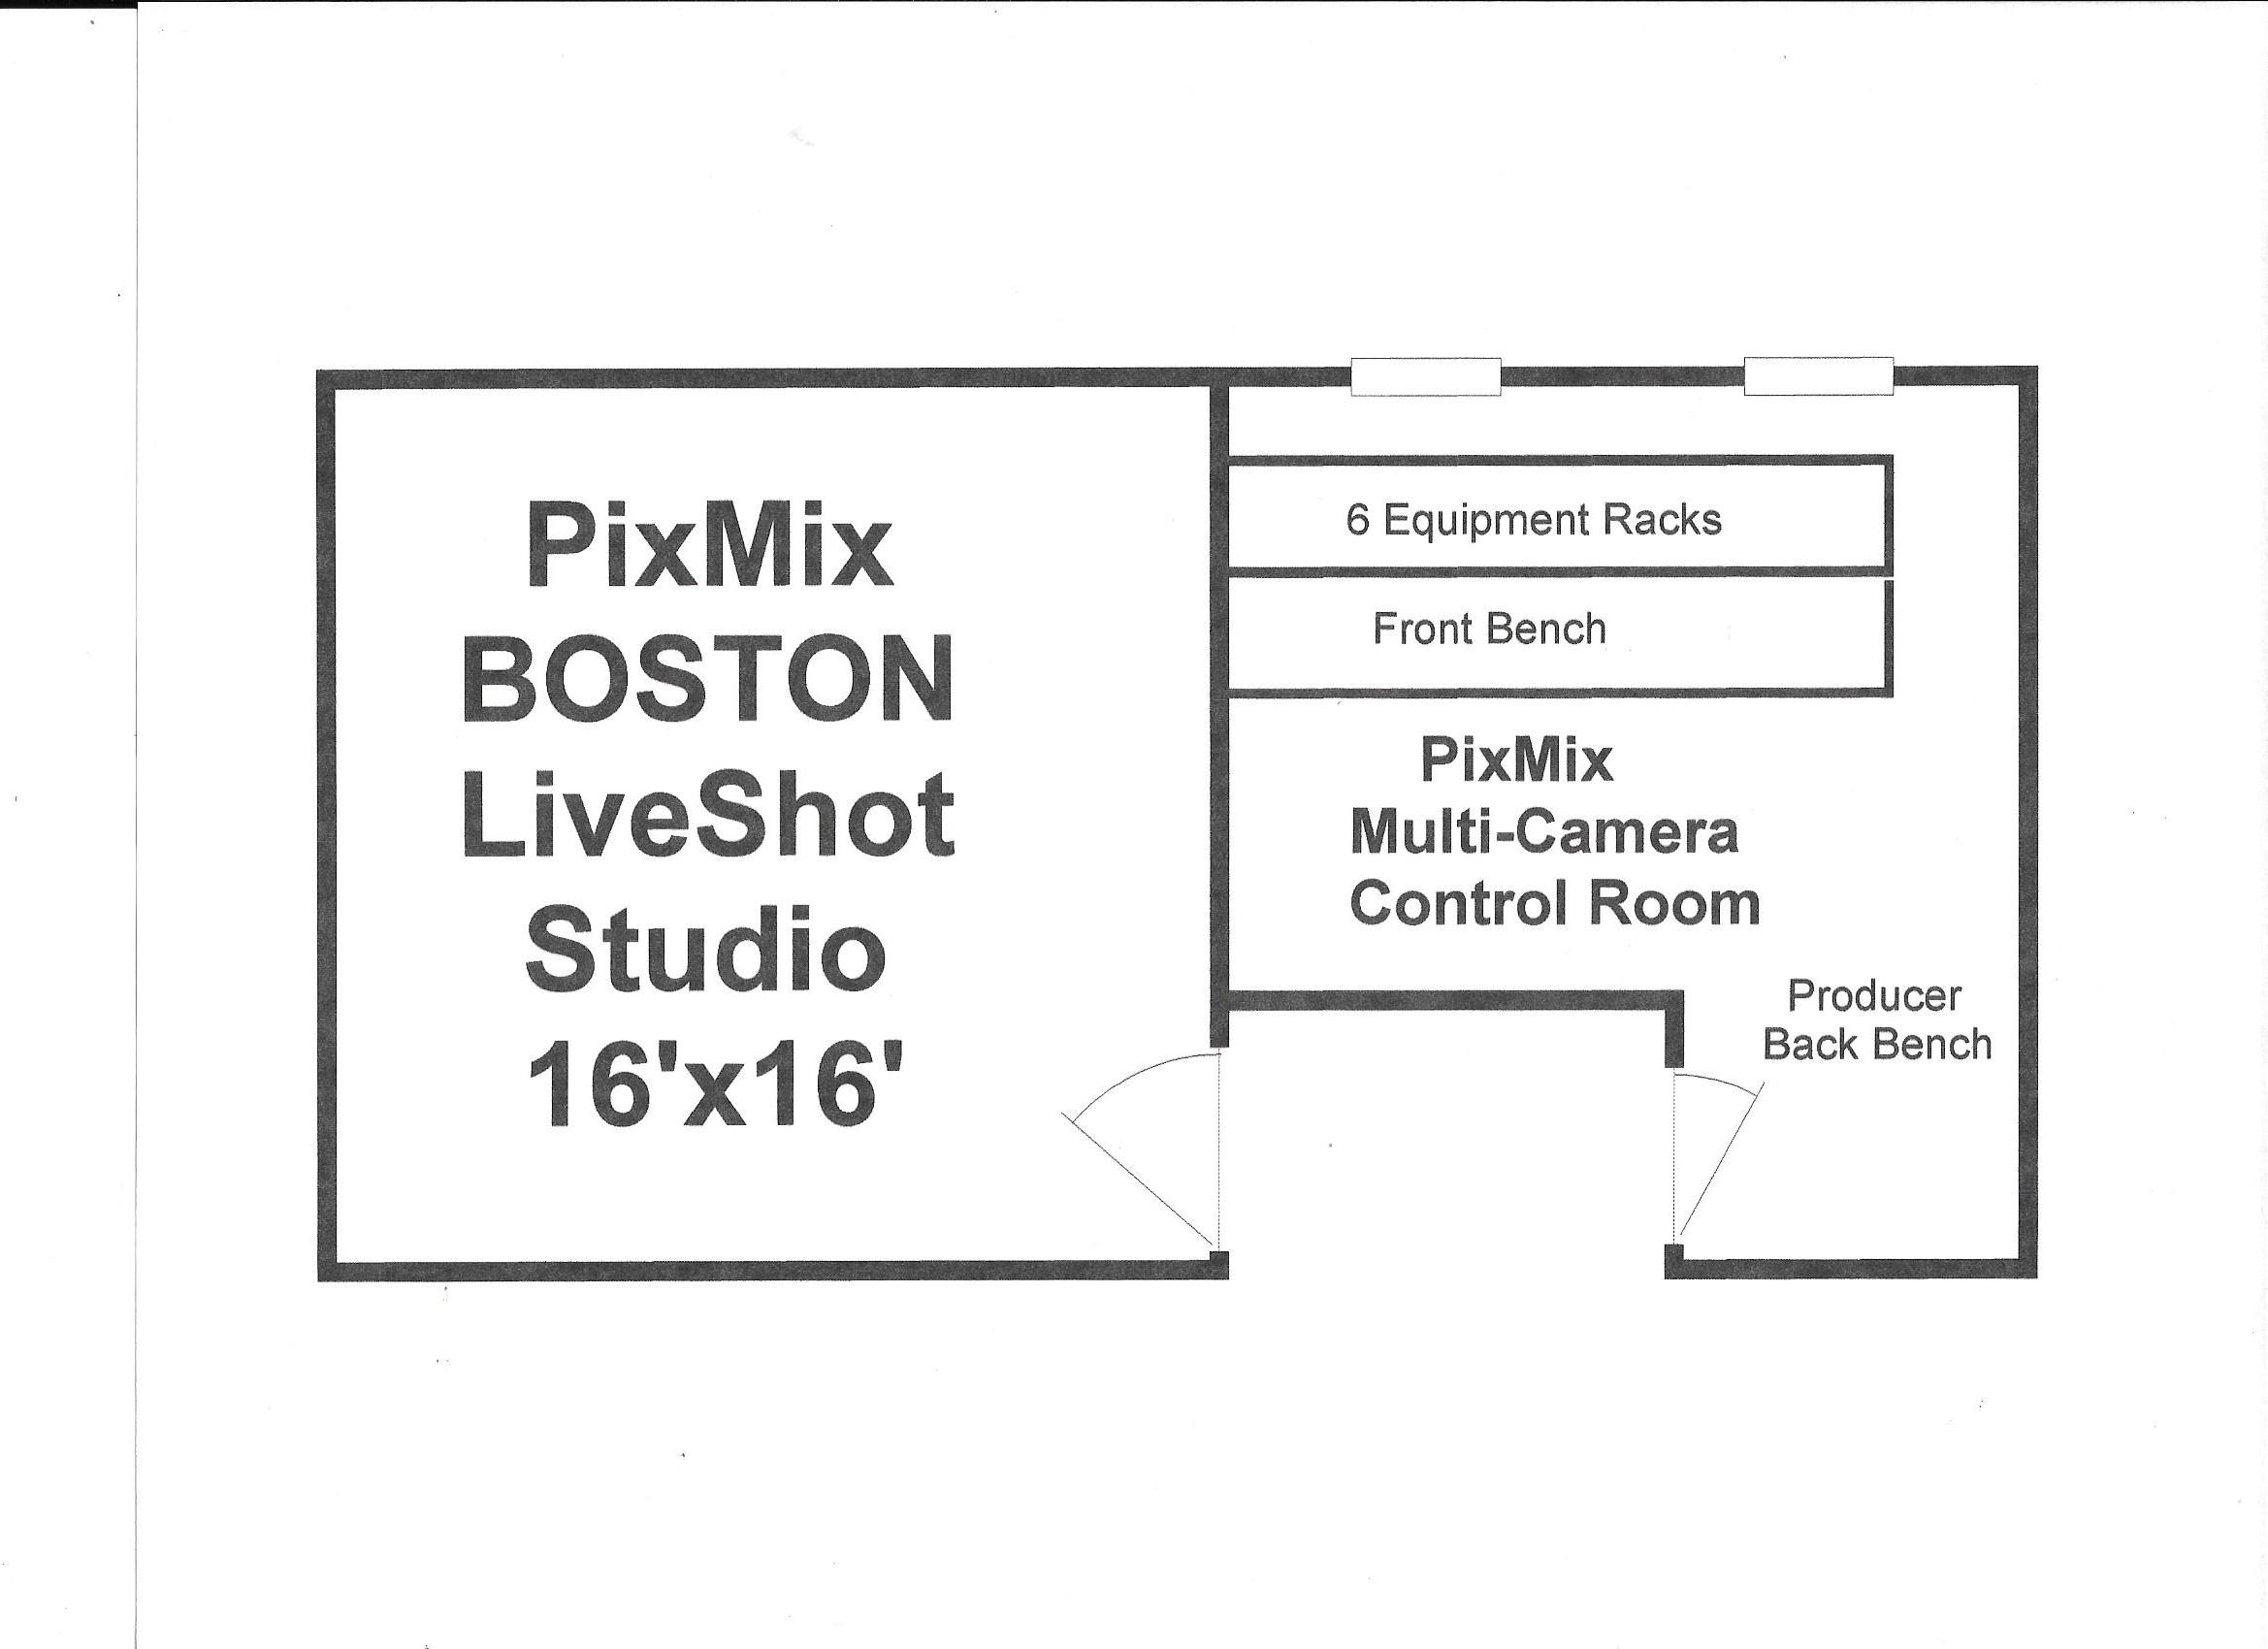 PixMix
BOSTON
LiveShot
Studio
16'x16'
6 Equipment Racks
Front Bench
PixMix
Multi-Camera
Control Room
Producer
Back Bench